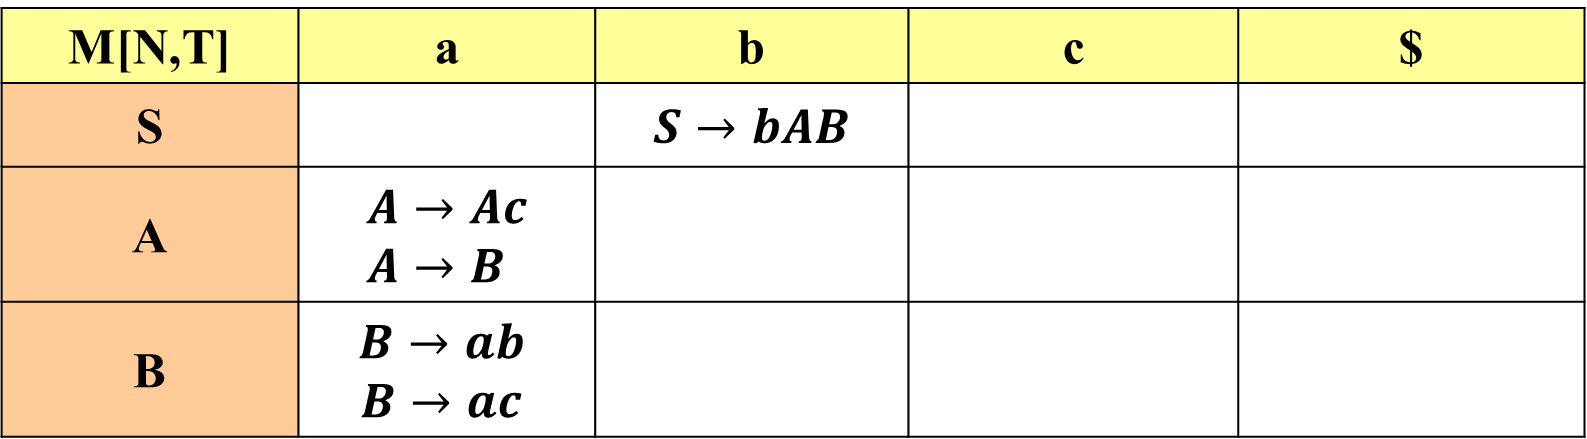 M[N,T] a b c $
S S → bAB
A A → Ac
A → B
B B → ab
B → ac